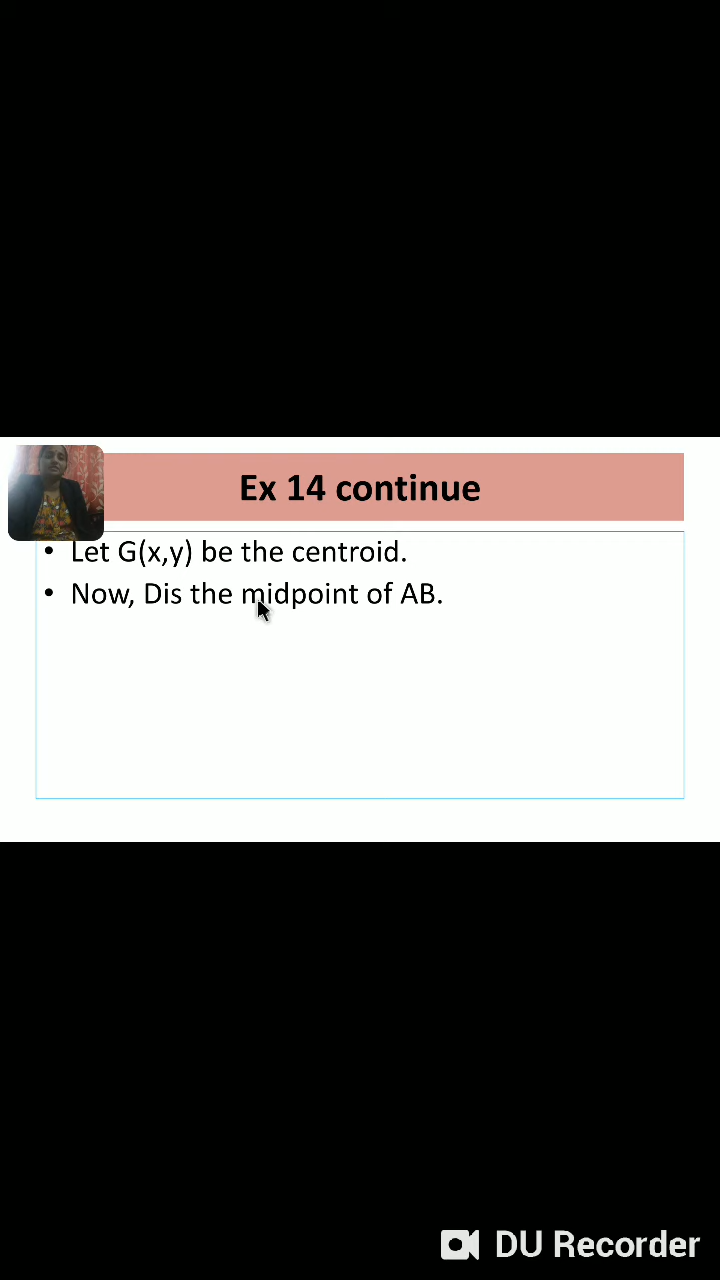 Ex 14 continue
• Let G(x,y) be the centroid.
• Now, Dis the midpoint of AB.
DU Recorder